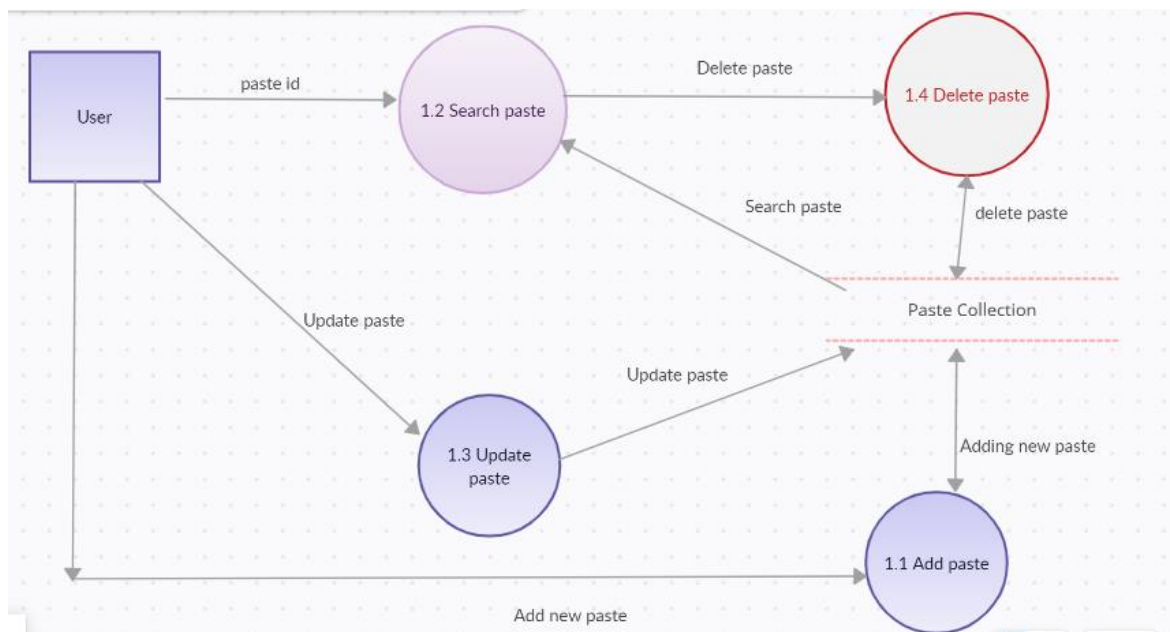 Delete paste
paste id
1.4 Delete paste
1.2 Search paste
User
Search paste
delete paste
Paste Collection
Update paste
Update paste
Adding new paste
1.3 Update
paste
1.1 Add paste
Add new paste